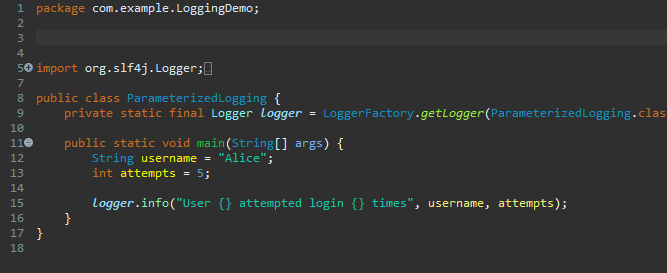 1 package com.example.LoggingDemo;
2
3
4
5 import org.slf4j.Logger;
7
8 public class ParameterizedLogging {
9 private static final Logger logger = LoggerFactory.getLogger(ParameterizedLogging.clas
10
11 public static void main(String[] args) {
12 String username = "Alice";
13 int attempts = 5;
14
15 logger.info("User {} attempted login {} times", username, attempts);
16 }
17 }
18